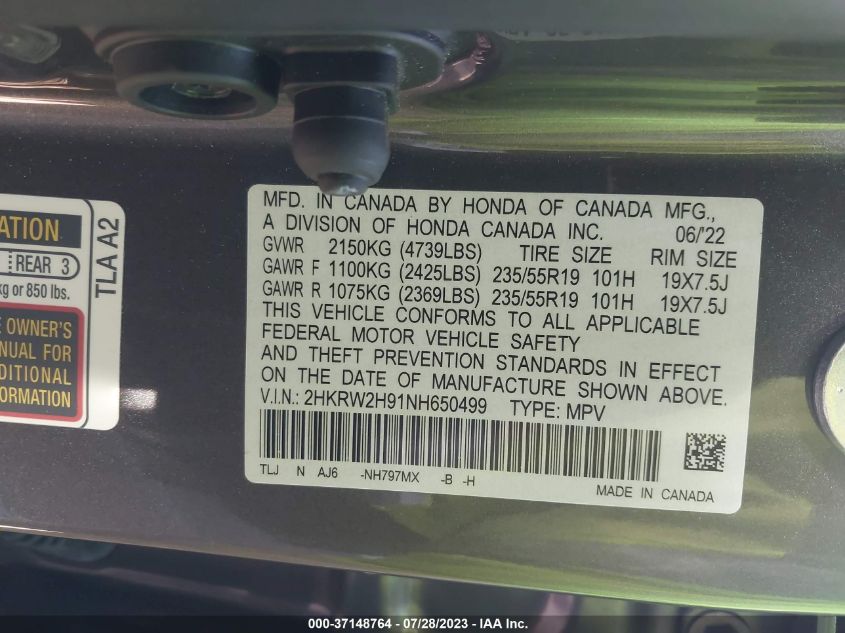 ATION
REAR 3
kg or 850 lbs.
E OWNER'S
NUAL FOR
DITIONAL
FORMATION
TLA A2
MFD. IN CANADA BY HONDA OF CANADA MFG.,
A DIVISION OF HONDA CANADA INC. 06/'22
GVWR 2150KG (4739LBS) TIRE SIZE RIM SIZE
GAWR F 1100KG (2425LBS) 235/55R19 101H 19X7.5J
GAWR R 1075KG (2369LBS) 235/55R19 101H 19X7.5J
THIS VEHICLE CONFORMS TO ALL APPLICABLE
FEDERAL MOTOR VEHICLE SAFETY
AND THEFT PREVENTION STANDARDS IN EFFECT
ON THE DATE OF MANUFACTURE SHOWN ABOVE.
V.I.N.: 2HKRW2H91NH650499 TYPE: MPV
TLJ N AJ6 -NH797MX -B -H
MADE IN CANADA
000-37148764 - 07/28/2023 - IAA Inc.